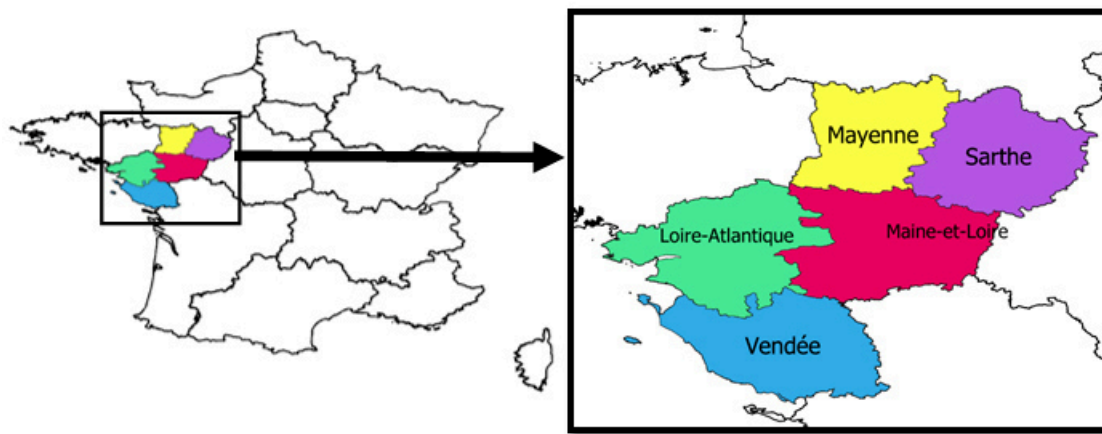 Mayenne
Sarthe
Loire-Atlantique
Maine-et-Loire
Vendée